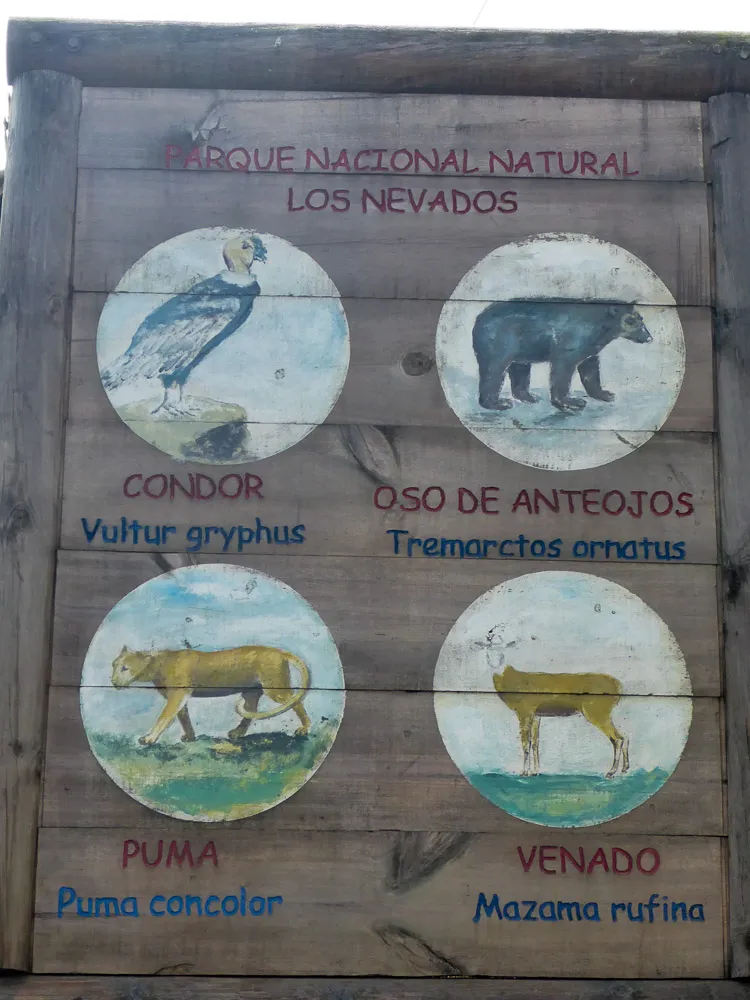 PARQUE NACIONAL NATURAL
LOS NEVADOS
CONDOR
Vultur gryphus
OSO DE ANTEOJOS
Tremarctos ornatus
PUMA
Puma concolor
VENADO
Mazama rufina